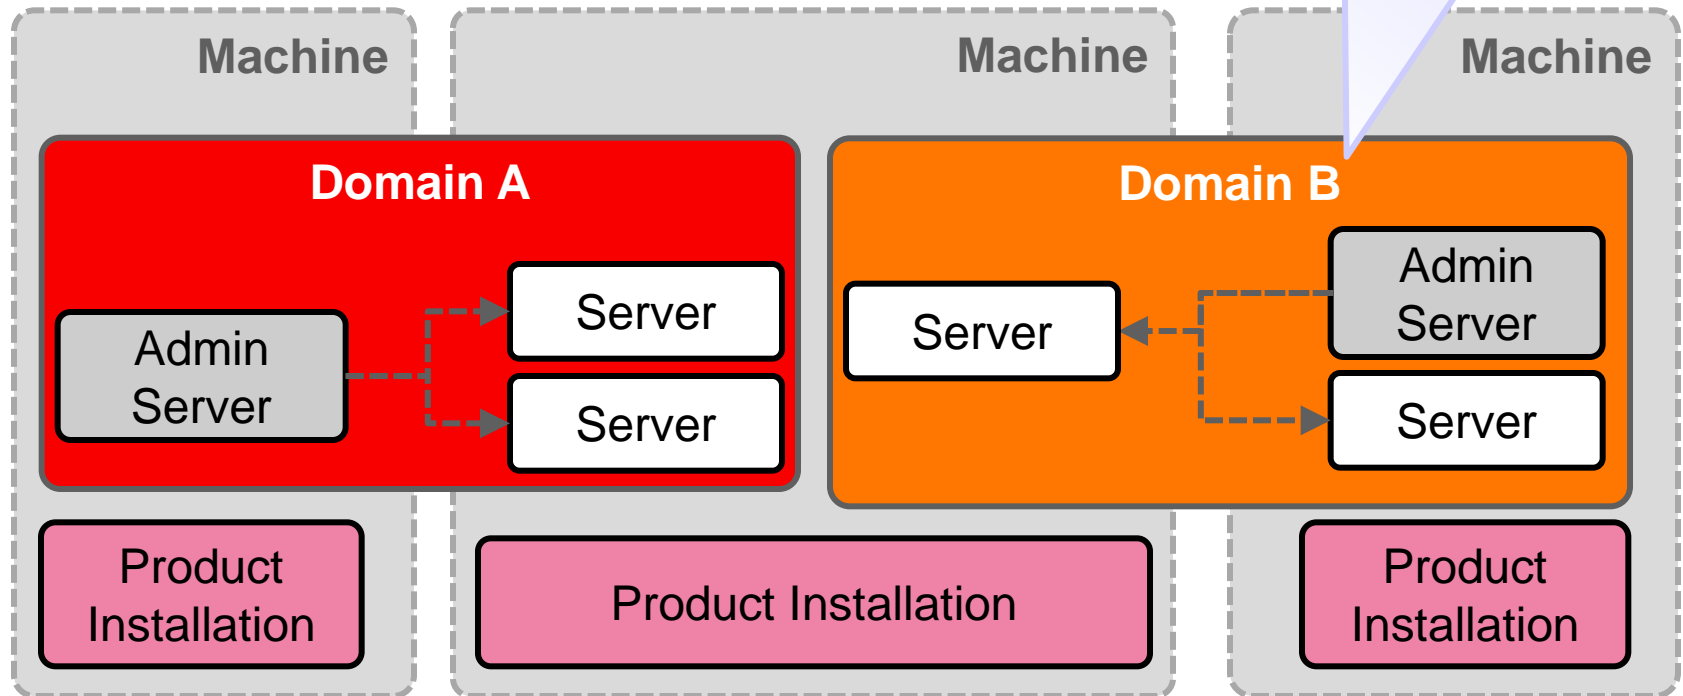 Machine
Machine
Machine
Domain A
Domain B
Admin
Server
Server
Server
Server
Admin
Server
Server
Product
Installation
Product Installation
Product
Installation